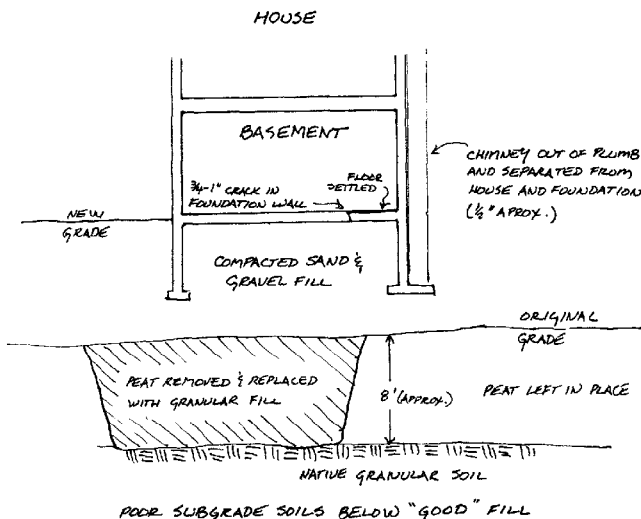 HOUSE
BASEMENT
3/4-1" CRACK IN
FOUNDATION WALL
FLOOR
SETTLED
CHIMNEY OUT OF PLUMB
AND SEPARATED FROM
HOUSE AND FOUNDATION
(1/2" APROX.)
NEW
GRADE
COMPACTED SAND &
GRAVEL FILL
ORIGINAL
GRADE
PEAT REMOVED & REPLACED
WITH GRANULAR FILL
8' (APPROX.)
PEAT LEFT IN PLACE
NATIVE GRANULAR SOIL
POOR SUBGRADE SOILS BELOW "GOOD" FILL